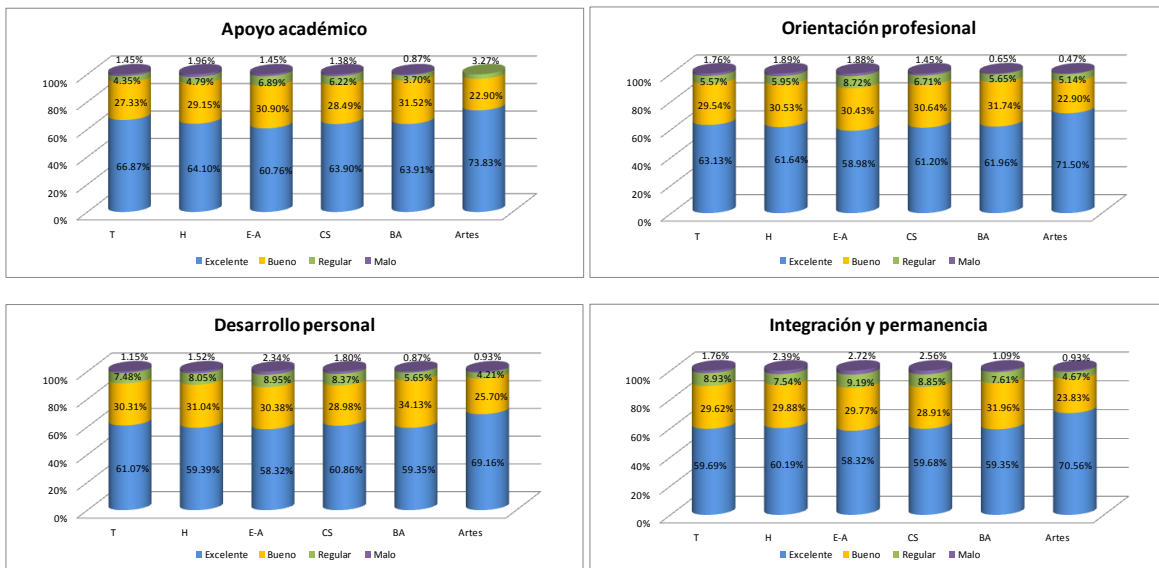 Apoyo académico
1.45% 1.96% 1.45% 1.38% 0.87% 3.27%
100%
4.35% 4.79% 6.89% 6.22% 3.70%
27.33% 29.15% 30.90% 28.49% 31.52% 22.90%
80%
60%
66.87% 64.10% 60.76% 63.90% 63.91% 73.83%
40%
20%
0%
T H E-A CS BA Artes
Excelente Bueno Regular Malo
Orientación profesional
1.76% 1.89% 1.88% 1.45% 0.65% 0.47%
100%
5.57% 5.95% 8.72% 6.71% 5.65% 5.14%
29.54% 30.53% 30.43% 30.64% 31.74% 22.90%
80%
60%
63.13% 61.64% 58.98% 61.20% 61.96% 71.50%
40%
20%
0%
T H E-A CS BA Artes
Excelente Bueno Regular Malo
Desarrollo personal
1.15% 1.52% 2.34% 1.80% 0.87% 0.93%
100%
7.48% 8.05% 8.95% 8.37% 5.65% 4.21%
30.31% 31.04% 30.38% 28.98% 34.13% 25.70%
80%
60%
61.07% 59.39% 58.32% 60.86% 59.35% 69.16%
40%
20%
0%
T H E-A CS BA Artes
Excelente Bueno Regular Malo
Integración y permanencia
1.76% 2.39% 2.72% 2.56% 1.09% 0.93%
100%
8.93% 7.54% 9.19% 8.85% 7.61% 4.67%
29.62% 29.88% 29.77% 28.91% 31.96% 23.83%
80%
60%
59.69% 60.19% 58.32% 59.68% 59.35% 70.56%
40%
20%
0%
T H E-A CS BA Artes
Excelente Bueno Regular Malo